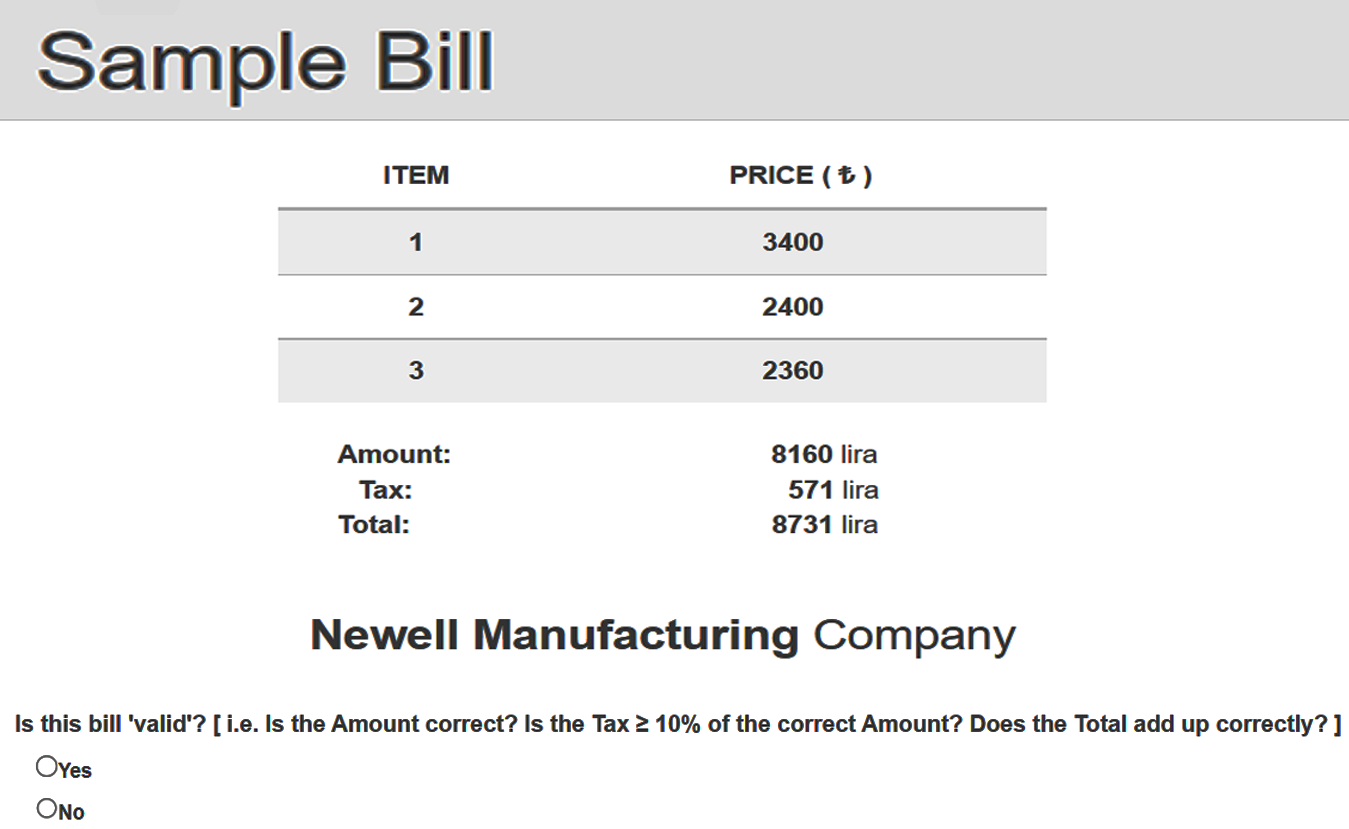 Sample Bill
ITEM PRICE ( ₺ )
1 3400
2 2400
3 2360
Amount: 8160 lira
Tax: 571 lira
Total: 8731 lira
Newell Manufacturing Company
Is this bill 'valid'? [ i.e. Is the Amount correct? Is the Tax ≥ 10% of the correct Amount? Does the Total add up correctly? ]
Yes
No